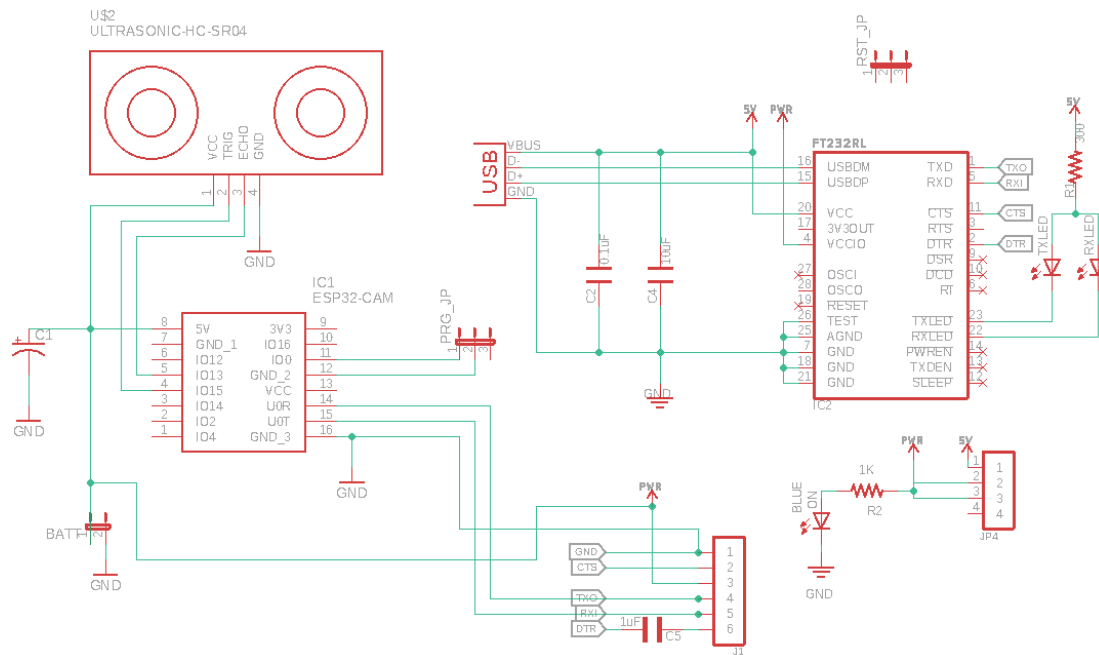 U$2
ULTRASONIC-HC-SR04
VCC
TRIG
ECHO
GND
1
2
3
4
GND
IC1
ESP32-CAM
8 5V 3V3 9
7 GND_1 IO16 10
6 IO12 IO0 11
5 IO13 GND_2 12
4 IO15 VCC 13
3 IO14 U0R 14
2 IO2 U0T 15
1 IO4 GND_3 16
C1
GND
GND
BATT
1
2
GND
PRG_JP
1
2
3
RST_JP
1
2
3
USB
VBUS
D-
D+
GND
0.1uF
C2
10uF
C4
GND
5V
PWR
FT232RL
16 USBDM TXD 1 TXO
15 USBDP RXD 5 RXI
20 VCC CTS 11 CTS
17 3V3OUT RTS 3
4 VCCIO DTR 2 DTR
DSR 9
27 OSCI DCD 10
28 OSCO RI 6
19 RESET
26 TEST TXLED 23
25 AGND RXLED 22
7 GND PWREN 14
18 GND TXDEN 13
21 GND SLEEP 12
IC2
5V
300
R1
TXLED
RXLED
PWR
5V
1K
R2
BLUE
ON
GND
1 1
2 2
3 3
4 4
JP4
PWR
GND 1
CTS 2
3
TXO 4
RXI 5
DTR 1uF C5 6
J1